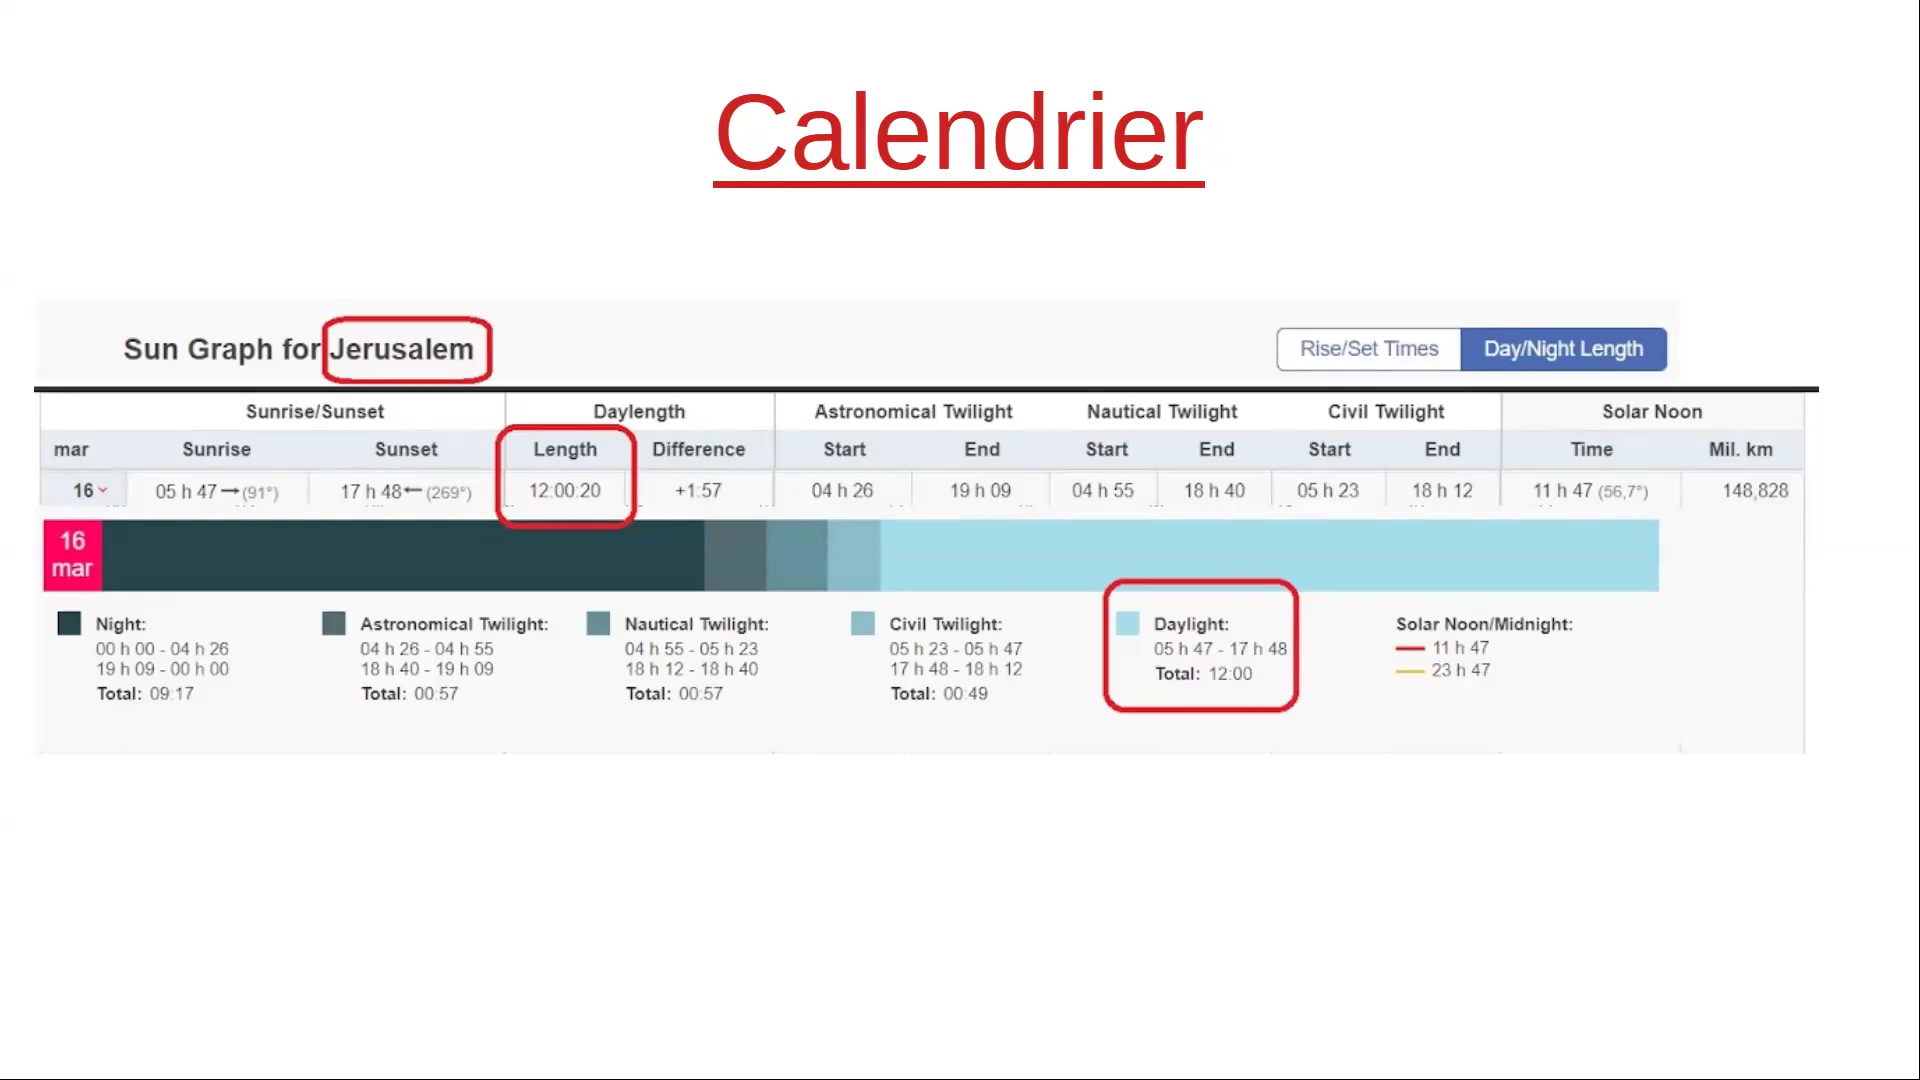 Calendrier
Sun Graph for Jerusalem
Rise/Set Times Day/Night Length
Sunrise/Sunset Daylength Astronomical Twilight Nautical Twilight Civil Twilight Solar Noon
mar Sunrise Sunset Length Difference Start End Start End Start End Time Mil. km
16 05 h 47 → (91°) 17 h 48 ← (269°) 12:00:20 +1:57 04 h 26 19 h 09 04 h 55 18 h 40 05 h 23 18 h 12 11 h 47 (56,7°) 148,828
16
mar
Night: Astronomical Twilight: Nautical Twilight: Civil Twilight: Daylight: Solar Noon/Midnight:
00 h 00 - 04 h 26 04 h 26 - 04 h 55 04 h 55 - 05 h 23 05 h 23 - 05 h 47 05 h 47 - 17 h 48 11 h 47
19 h 09 - 00 h 00 18 h 40 - 19 h 09 18 h 12 - 18 h 40 17 h 48 - 18 h 12 Total: 12:00 23 h 47
Total: 09:17 Total: 00:57 Total: 00:57 Total: 00:49